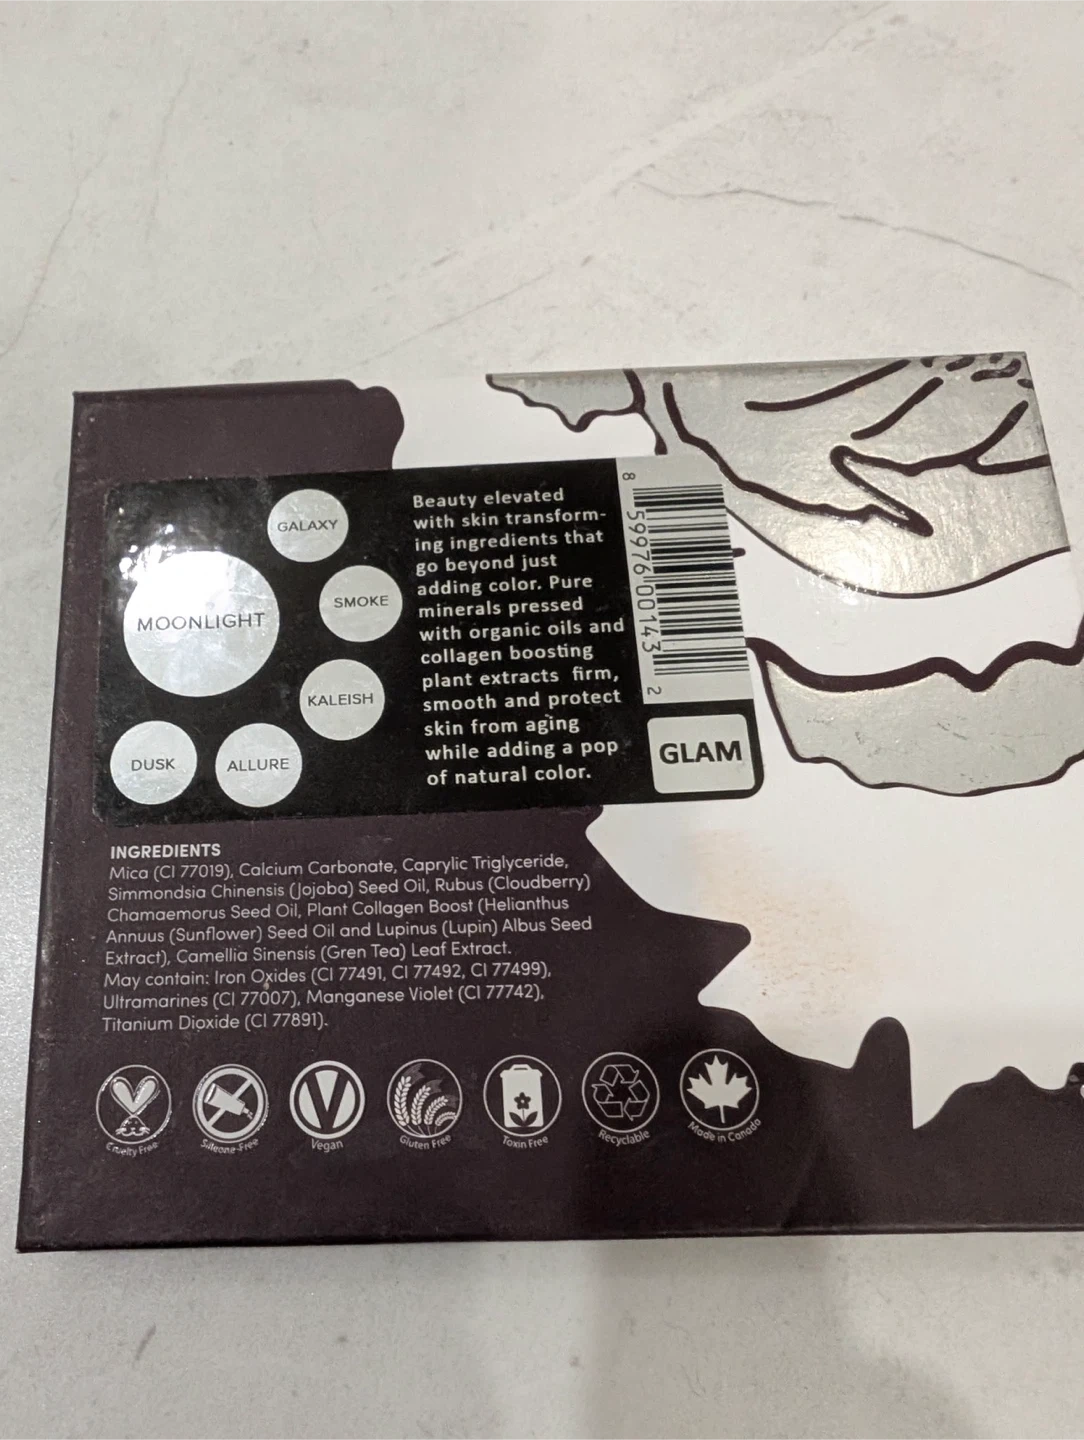 GALAXY
MOONLIGHT
SMOKE
KALEISH
DUSK
ALLURE
Beauty elevated
with skin transform-
ing ingredients that
go beyond just
adding color. Pure
minerals pressed
with organic oils and
collagen boosting
plant extracts firm,
smooth and protect
skin from aging
while adding a pop
of natural color.
8 59976 00143 2
GLAM
INGREDIENTS
Mica (CI 77019), Calcium Carbonate, Caprylic Triglyceride,
Simmondsia Chinensis (Jojoba) Seed Oil, Rubus (Cloudberry)
Chamaemorus Seed Oil, Plant Collagen Boost (Helianthus
Annuus (Sunflower) Seed Oil and Lupinus (Lupin) Albus Seed
Extract), Camellia Sinensis (Gren Tea) Leaf Extract.
May contain: Iron Oxides (CI 77491, CI 77492, CI 77499),
Ultramarines (CI 77007), Manganese Violet (CI 77742),
Titanium Dioxide (CI 77891).
Cruelty Free
Silicone-Free
Vegan
Gluten Free
Toxin Free
Recyclable
Made in Canada